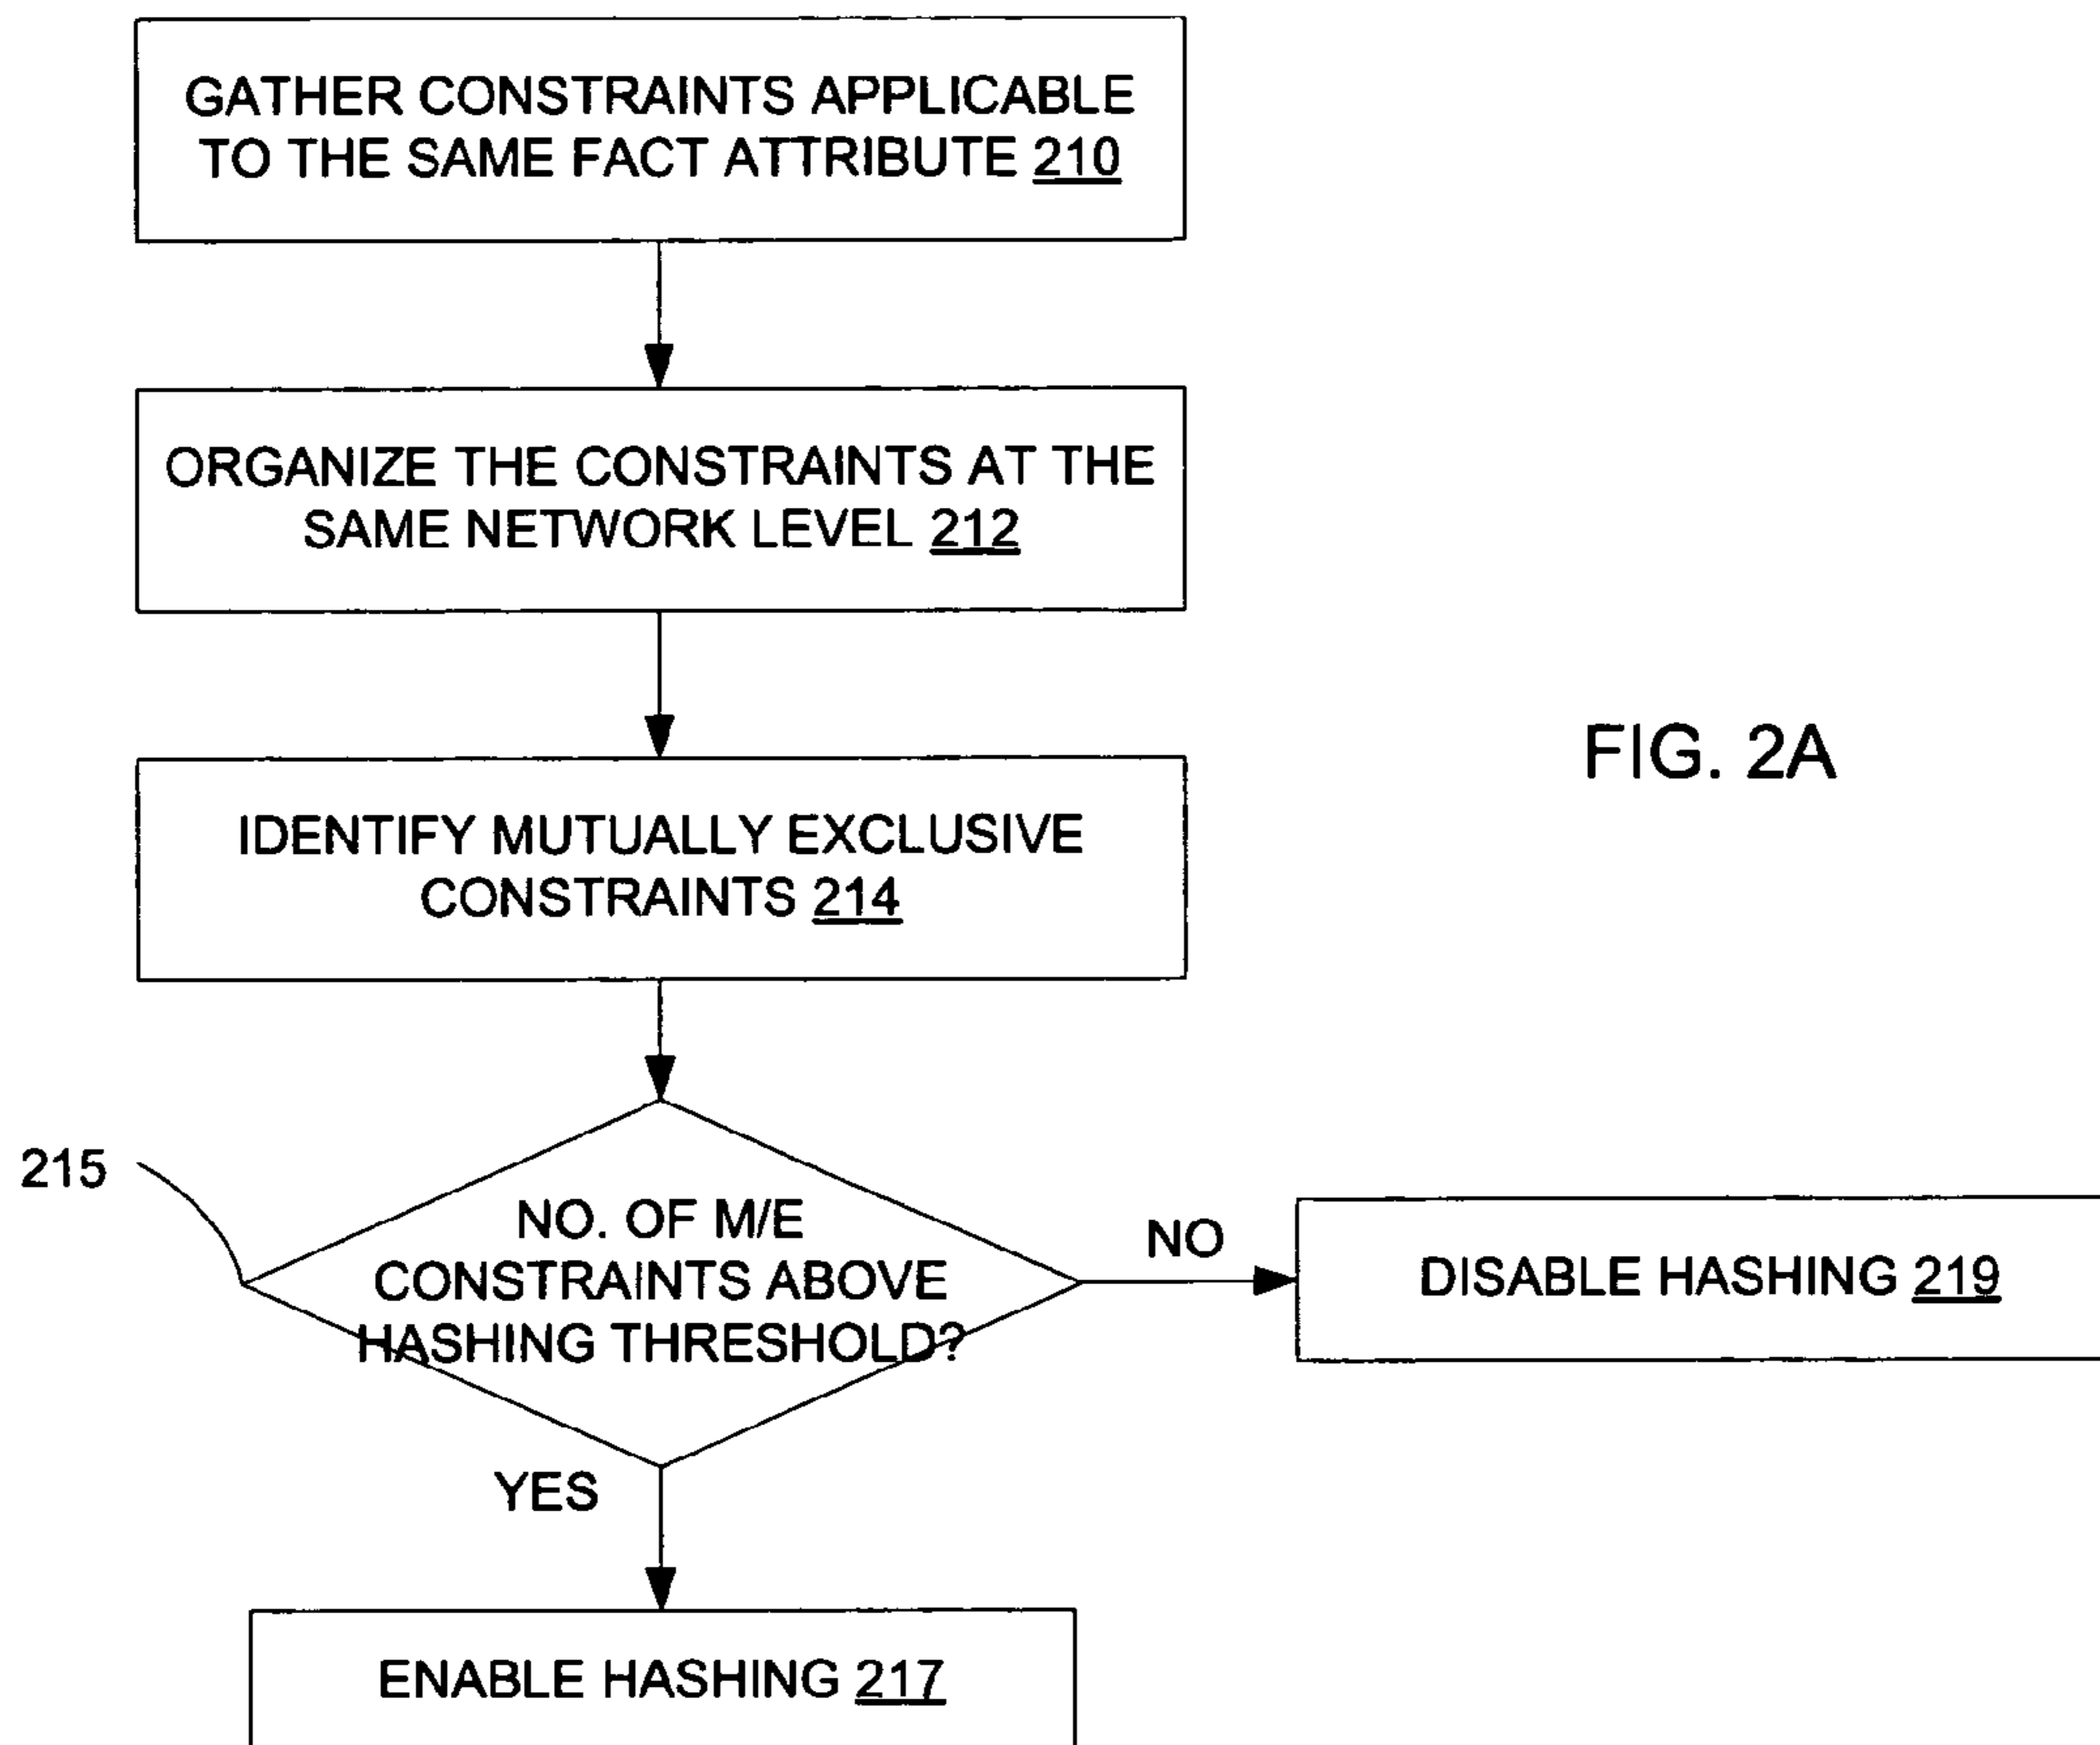 GATHER CONSTRAINTS APPLICABLE
TO THE SAME FACT ATTRIBUTE 210
ORGANIZE THE CONSTRAINTS AT THE
SAME NETWORK LEVEL 212
FIG. 2A
IDENTIFY MUTUALLY EXCLUSIVE
CONSTRAINTS 214
215
NO. OF M/E
CONSTRAINTS ABOVE
HASHING THRESHOLD?
NO
DISABLE HASHING 219
YES
ENABLE HASHING 217